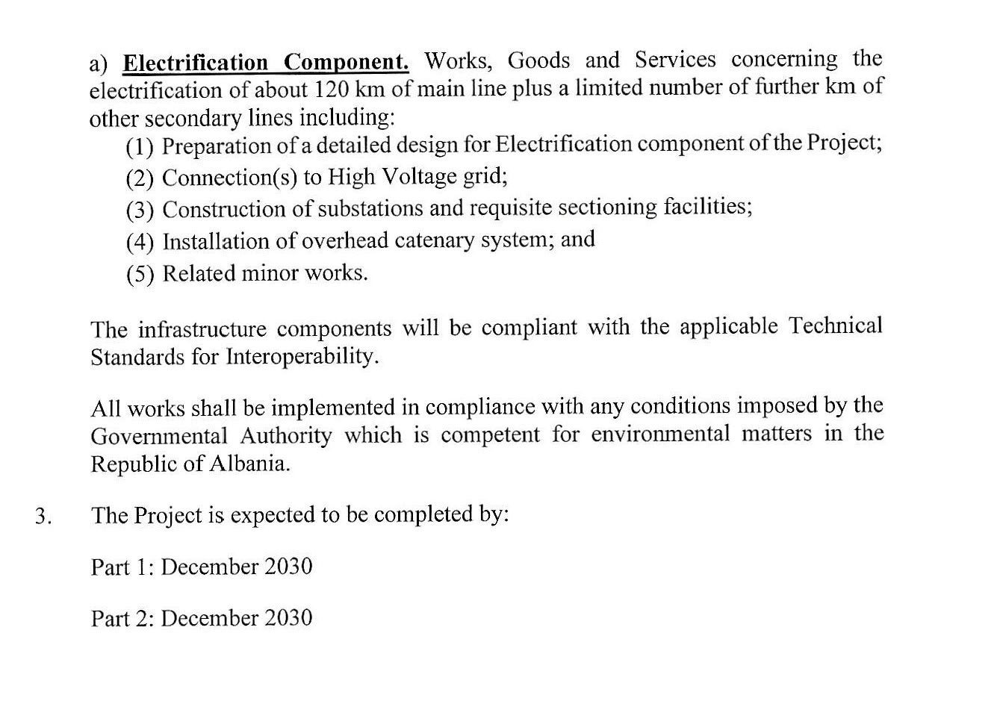 a) Electrification Component. Works, Goods and Services concerning the
electrification of about 120 km of main line plus a limited number of further km of
other secondary lines including:
(1) Preparation of a detailed design for Electrification component of the Project;
(2) Connection(s) to High Voltage grid;
(3) Construction of substations and requisite sectioning facilities;
(4) Installation of overhead catenary system; and
(5) Related minor works.
The infrastructure components will be compliant with the applicable Technical
Standards for Interoperability.
All works shall be implemented in compliance with any conditions imposed by the
Governmental Authority which is competent for environmental matters in the
Republic of Albania.
3. The Project is expected to be completed by:
Part 1: December 2030
Part 2: December 2030